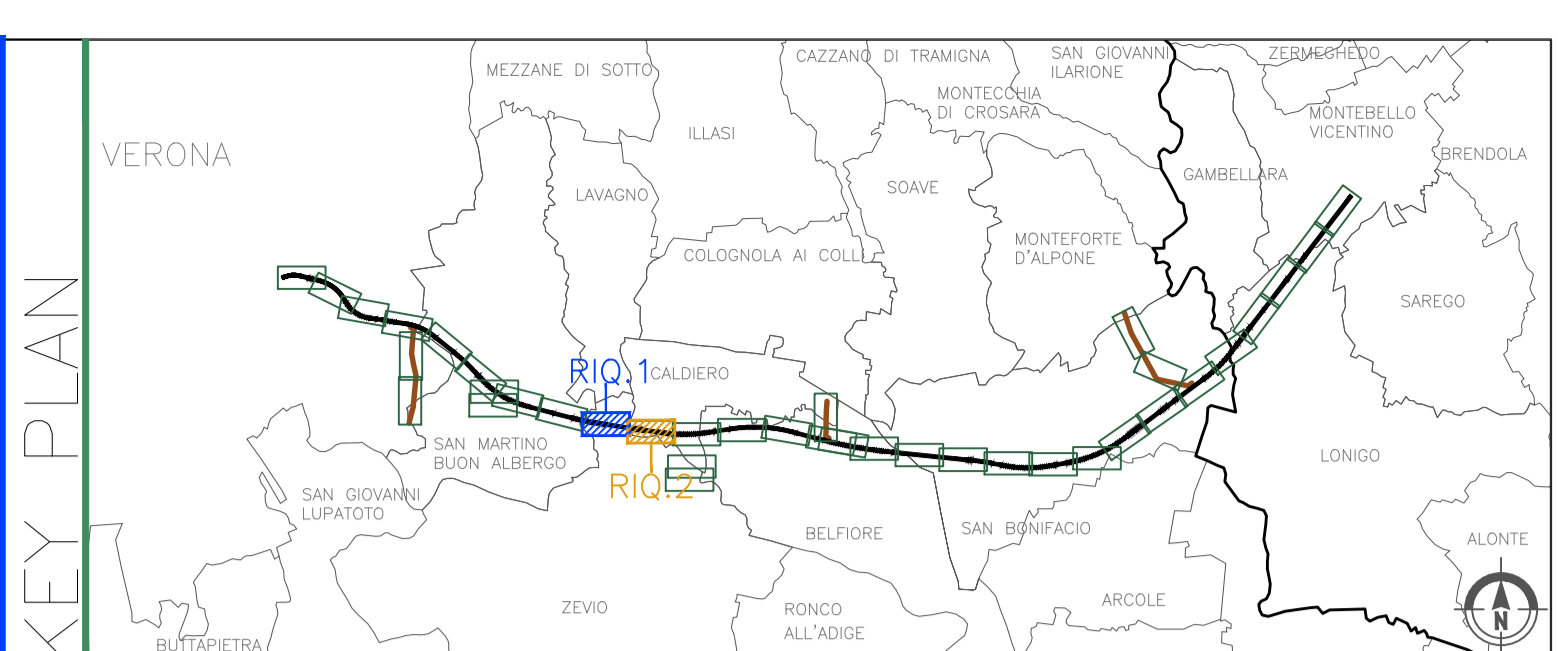 KEY PLAN
VERONA
MEZZANE DI SOTTO
CAZZANO DI TRAMIGNA
SAN GIOVANNI
ILARIONE
ZERMEGHEDO
MONTECCHIA
DI CROSARA
MONTEBELLO
VICENTINO
ILLASI
BRENDOLA
GAMBELLARA
SOAVE
LAVAGNO
MONTEFORTE
D'ALPONE
COLOGNOLA AI COLLI
SAREGO
RIQ.1
CALDIERO
SAN MARTINO
BUON ALBERGO
LONIGO
RIQ.2
SAN GIOVANNI
LUPATOTO
BELFIORE
SAN BONIFACIO
ALONTE
ZEVIO
RONCO
ALL'ADIGE
ARCOLE
N
BUTTAPIETRA